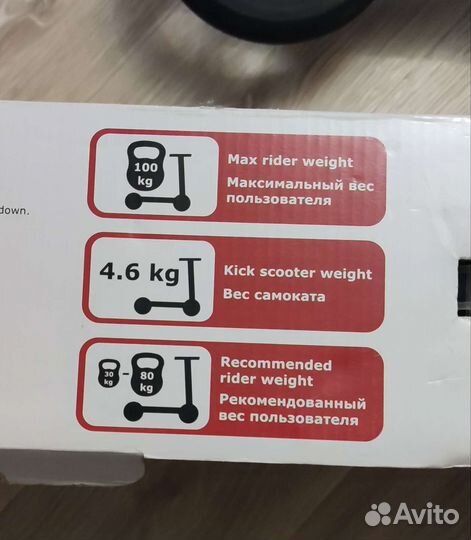 100
kg
Max rider weight
Максимальный вес
пользователя
down.
4.6 kg
Kick scooter weight
Вес самоката
30
kg
-
80
kg
Recommended
rider weight
Рекомендованный
вес пользователя
Avito